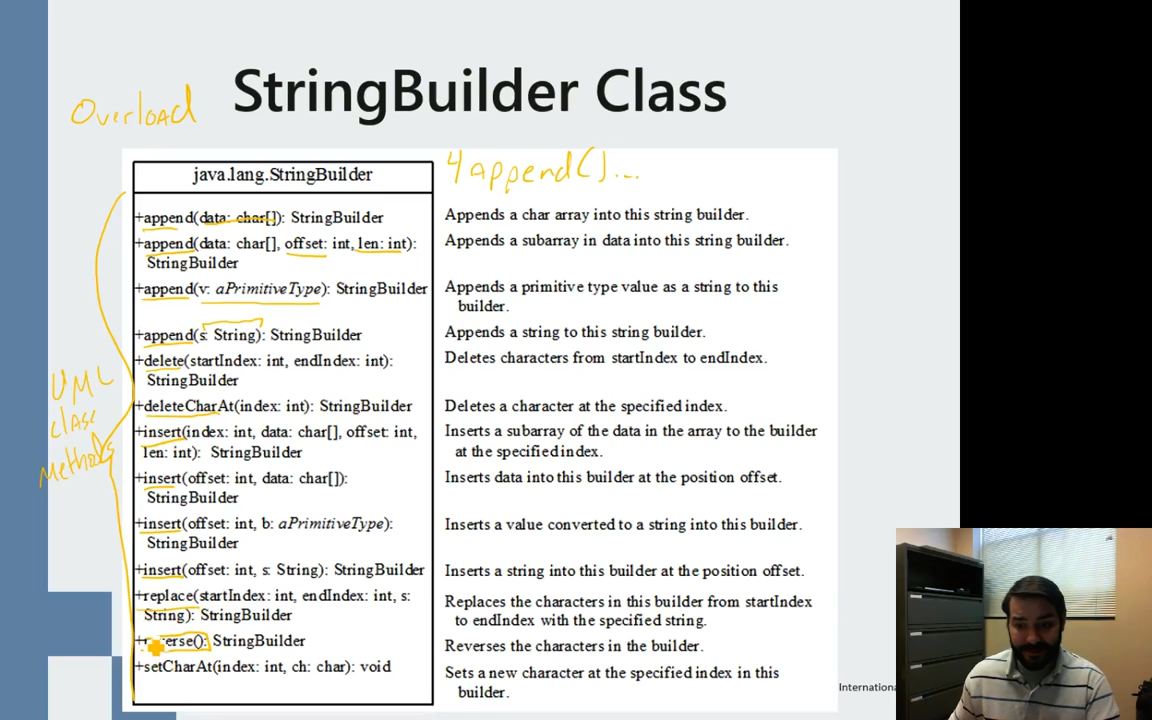 StringBuilder Class
Overload
4 append()...
java.lang.StringBuilder
+append(data: char[]): StringBuilder
Appends a char array into this string builder.
+append(data: char[], offset: int, len: int):
StringBuilder
Appends a subarray in data into this string builder.
+append(v: aPrimitiveType): StringBuilder
Appends a primitive type value as a string to this
builder.
+append(s: String): StringBuilder
Appends a string to this string builder.
+delete(startIndex: int, endIndex: int):
StringBuilder
Deletes characters from startIndex to endIndex.
+deleteCharAt(index: int): StringBuilder
Deletes a character at the specified index.
+insert(index: int, data: char[], offset: int,
len: int): StringBuilder
Inserts a subarray of the data in the array to the builder
at the specified index.
+insert(offset: int, data: char[]):
StringBuilder
Inserts data into this builder at the position offset.
+insert(offset: int, b: aPrimitiveType):
StringBuilder
Inserts a value converted to a string into this builder.
+insert(offset: int, s: String): StringBuilder
Inserts a string into this builder at the position offset.
+replace(startIndex: int, endIndex: int, s:
String): StringBuilder
Replaces the characters in this builder from startIndex
to endIndex with the specified string.
+reverse(): StringBuilder
Reverses the characters in the builder.
+setCharAt(index: int, ch: char): void
Sets a new character at the specified index in this
builder.
UML
class
Methods
International